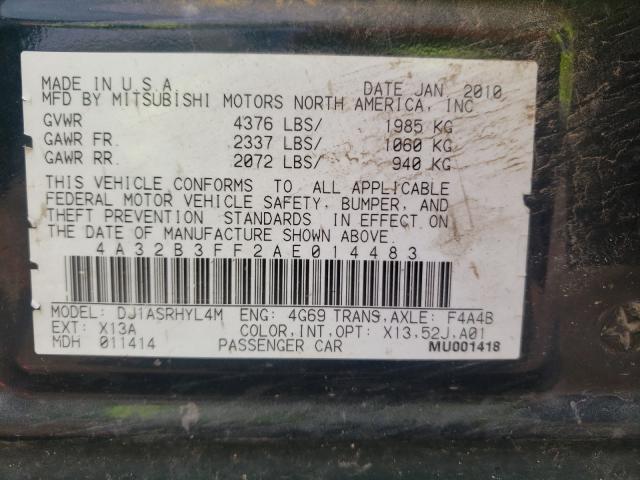 MADE IN U.S.A DATE JAN 2010
MFD BY MITSUBISHI MOTORS NORTH AMERICA, INC
GVWR 4376 LBS/ 1985 KG
GAWR FR. 2337 LBS/ 1060 KG
GAWR RR. 2072 LBS/ 940 KG
THIS VEHICLE CONFORMS TO ALL APPLICABLE
FEDERAL MOTOR VEHICLE SAFETY, BUMPER, AND
THEFT PREVENTION STANDARDS IN EFFECT ON
THE DATE OF MANUFACTURE SHOWN ABOVE.
4A32B3FF2AE014483
MODEL: DJ1ASRHYL4M ENG: 4G69 TRANS,AXLE: F4A4B
EXT: X13A COLOR,INT,OPT: X13,52J,A01
MDH 011414 PASSENGER CAR MU001418